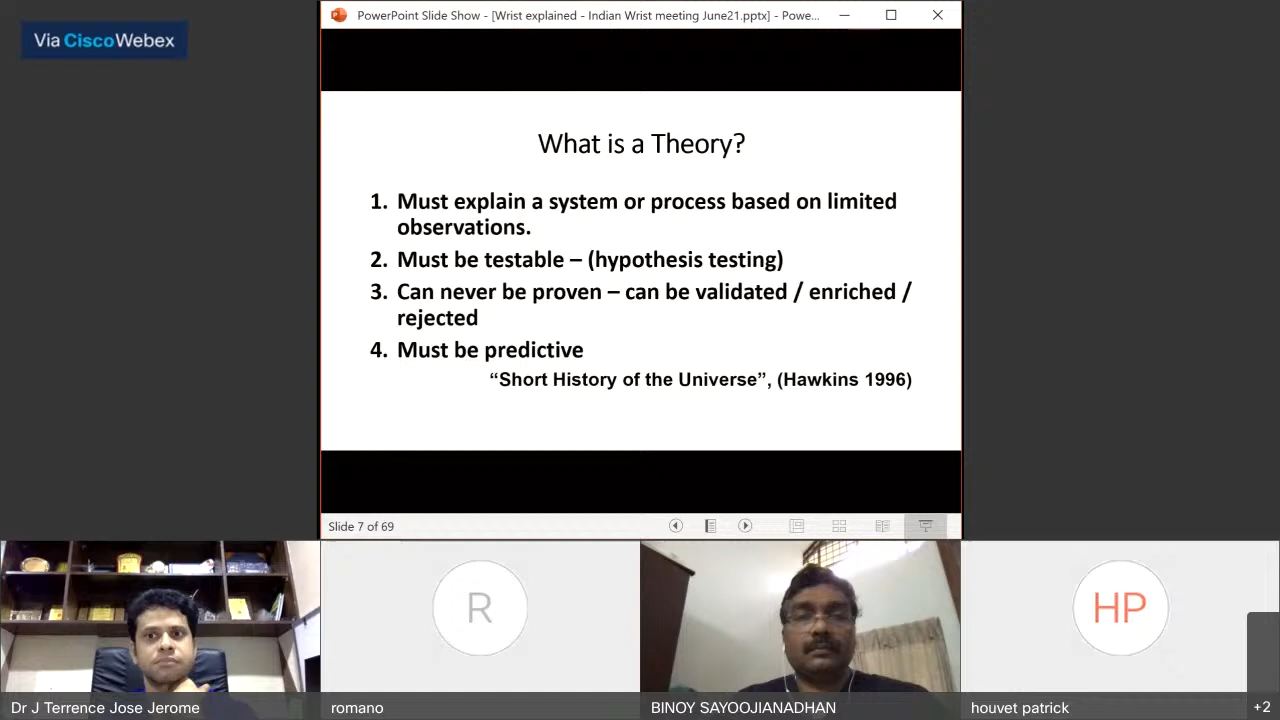 Via Cisco Webex
PowerPoint Slide Show - [Wrist explained - Indian Wrist meeting June21.pptx] - Powe...
What is a Theory?
1. Must explain a system or process based on limited
observations.
2. Must be testable – (hypothesis testing)
3. Can never be proven – can be validated / enriched /
rejected
4. Must be predictive
“Short History of the Universe”, (Hawkins 1996)
Slide 7 of 69
R
HP
Dr J Terrence Jose Jerome
romano
BINOY SAYOOJIANADHAN
houvet patrick
+2